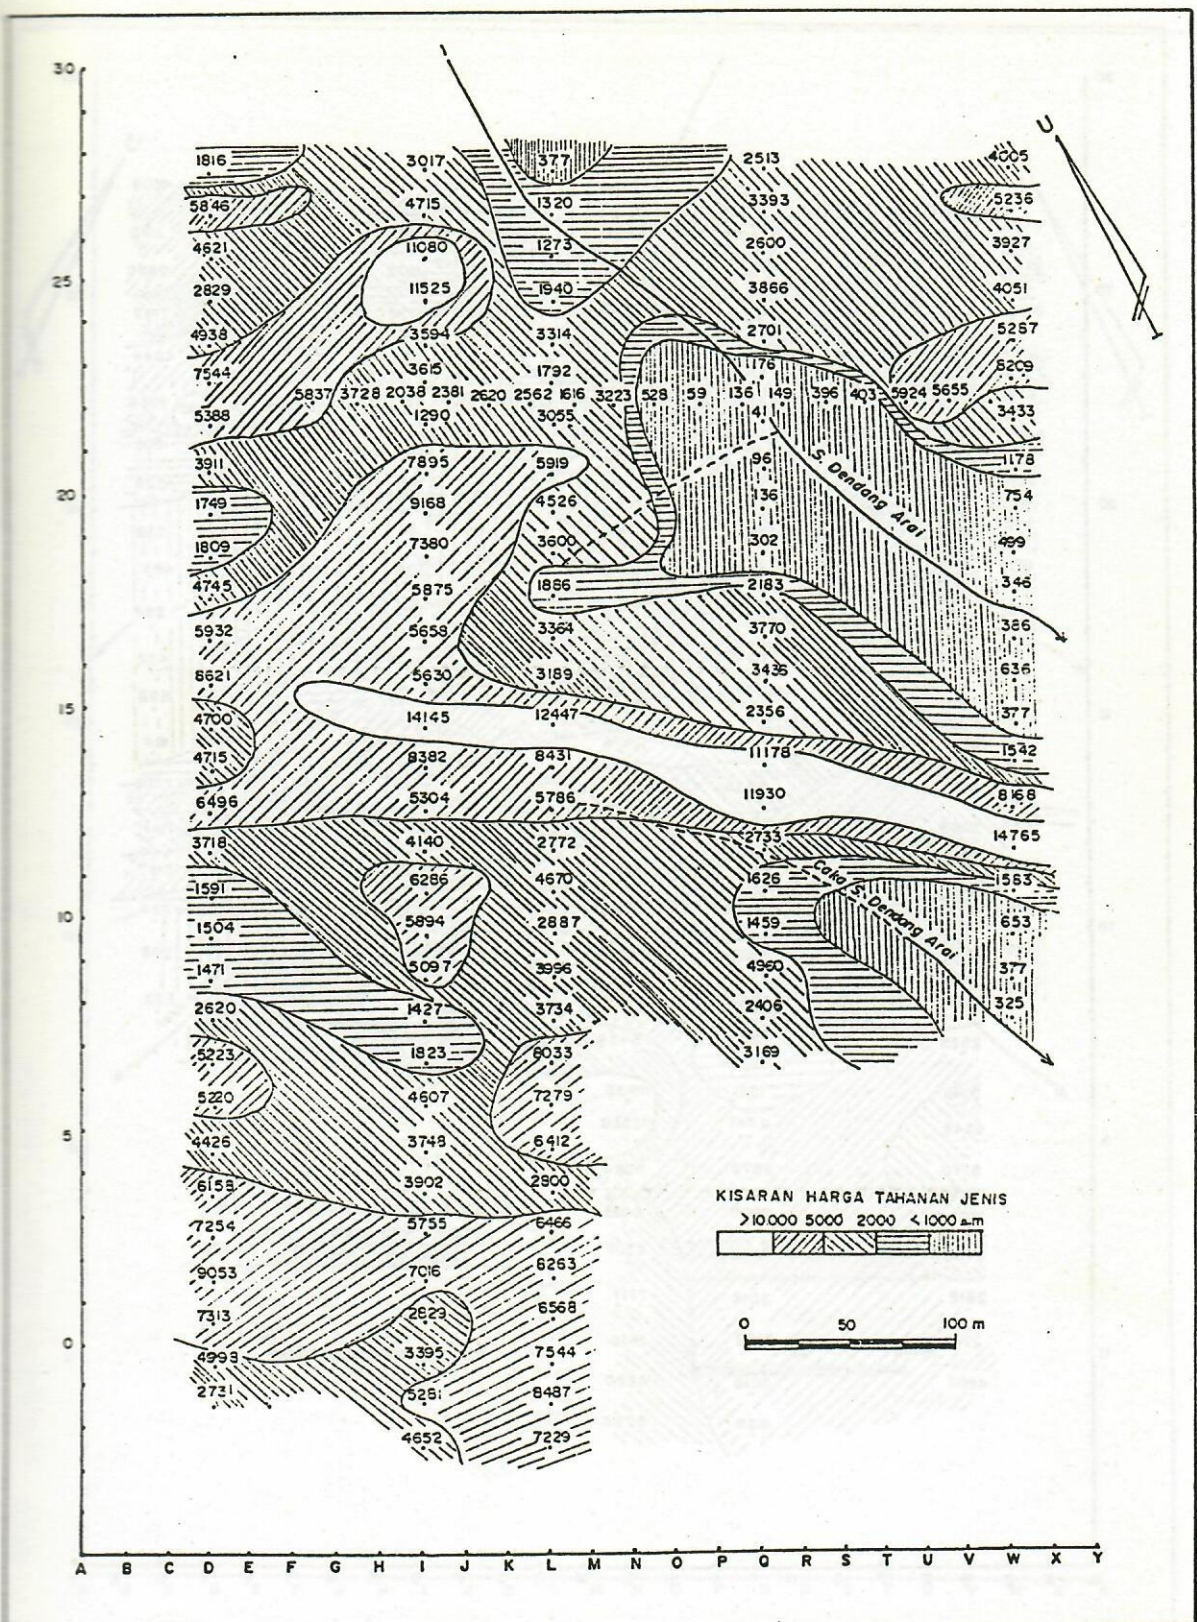 30
U
1816 3017 377 2513 4005
5846 4715 1320 3393 5236
4621 11080 1273 2600 3927
25
2829 11525 1940 3866 4051
4938 3594 3314 2701 5287
7544 3615 1792 176 5209
5837 3728 2038 2381 2620 2562 1616 3223 528 59 136 149 396 403 5924 5655
5388 1290 3055 41 3433
3911 7895 5919 96 1178
S. Dendang Arai
20
1749 9168 4526 136 754
1809 7380 3600 302 499
4745 5875 1886 2183 346
5932 5658 3364 3770 386
8621 5630 3189 3436 636
15
4700 14145 12447 2356 377
4715 8382 8431 11178 1542
6496 5304 5786 11930 8168
3718 4140 2772 2733 14765
1591 6286 4670 1626 1583
Caka S. Dendang Arai
10
1504 5894 2887 1459 653
1471 5097 3996 4960 377
2620 1427 3734 2406 325
5223 1823 8033 3169
5220 4607 7279
5
4426 3748 6412
6158 3902 2800
7254 5755 6466
9053 7016 8263
7313 2829 6568
0
4993 3395 7544
2731 5281 8487
4652 7229
KISARAN HARGA TAHANAN JENIS
>10.000 5000 2000 <1000 Ω.m
0 50 100 m
A B C D E F G H I J K L M N O P Q R S T U V W X Y